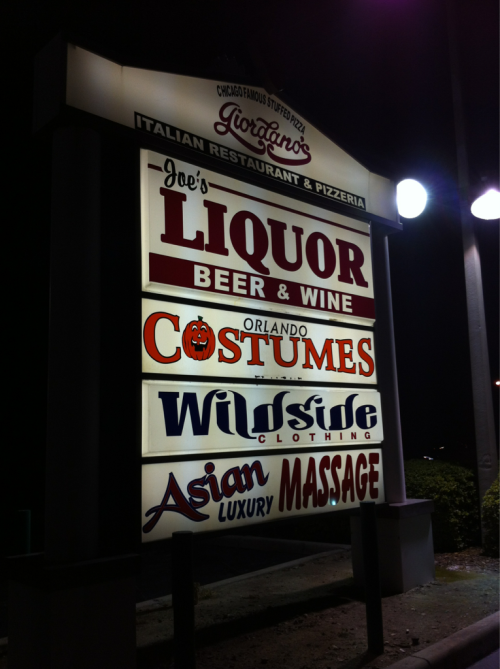 CHICAGO FAMOUS STUFFED PIZZA
Giordano's
ITALIAN RESTAURANT & PIZZERIA
Joe's
LIQUOR
BEER & WINE
ORLANDO
COSTUMES
Wildside
CLOTHING
Asian
LUXURY
MASSAGE